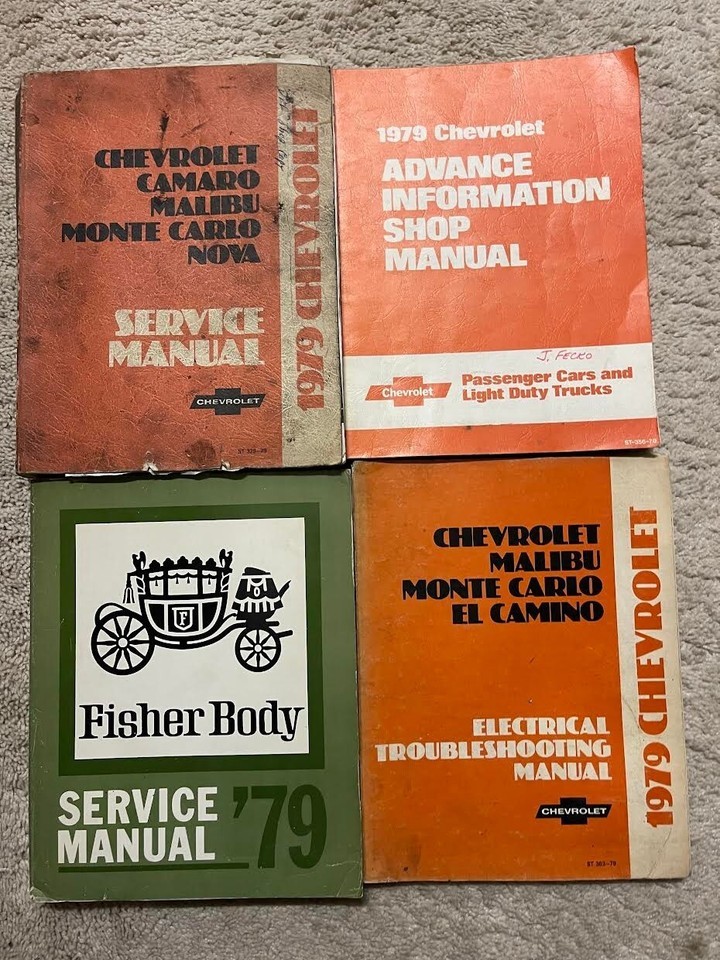 CHEVROLET
CAMARO
MALIBU
MONTE CARLO
NOVA
SERVICE
MANUAL
CHEVROLET
1979 CHEVROLET
1979 Chevrolet
ADVANCE
INFORMATION
SHOP
MANUAL
J. FECKO
Chevrolet
Passenger Cars and
Light Duty Trucks
F
Fisher Body
SERVICE
MANUAL '79
CHEVROLET
MALIBU
MONTE CARLO
EL CAMINO
ELECTRICAL
TROUBLESHOOTING
MANUAL
CHEVROLET
1979 CHEVROLET